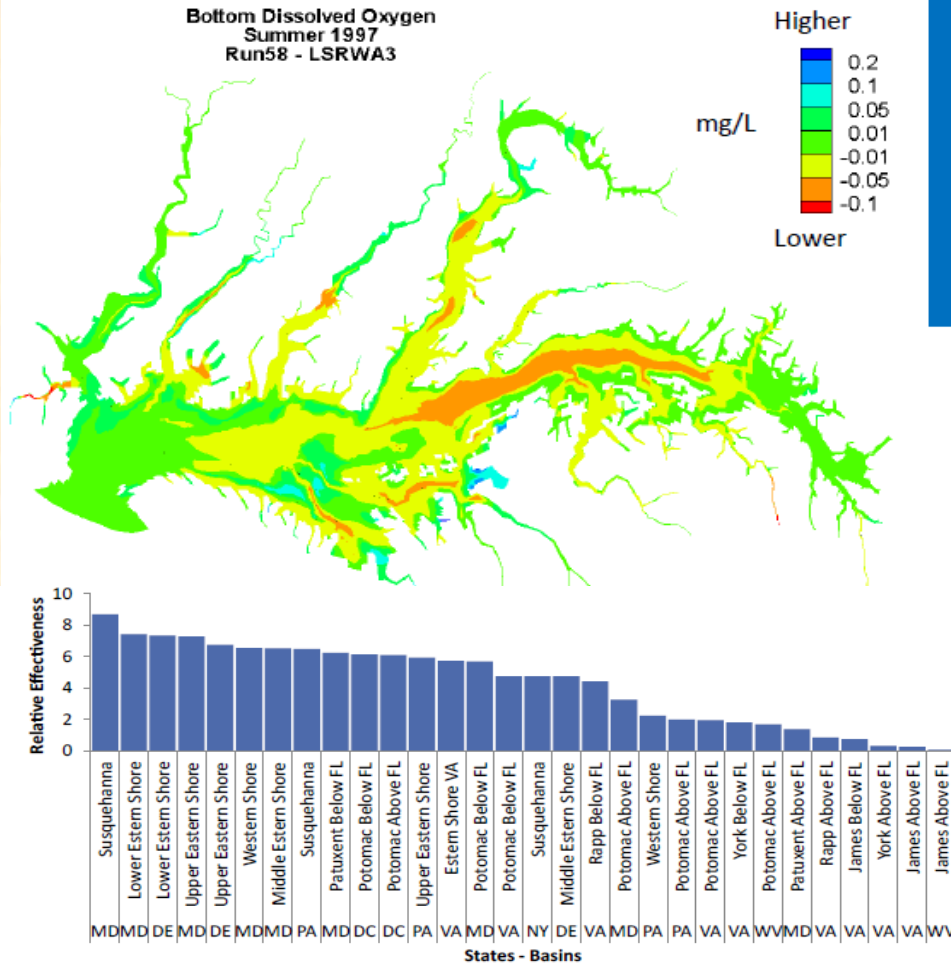 Bottom Dissolved Oxygen
Summer 1997
Run58 - LSRWA3
Higher
mg/L
0.2
0.1
0.05
0.01
-0.01
-0.05
-0.1
Lower
Relative Effectiveness
10
8
6
4
2
0
Susquehanna
Lower Estern Shore
Lower Estern Shore
Upper Eastern Shore
Upper Eastern Shore
Western Shore
Middle Estern Shore
Susquehanna
Patuxent Below FL
Potomac Below FL
Potomac Above FL
Upper Eastern Shore
Estern Shore VA
Potomac Below FL
Potomac Below FL
Susquehanna
Middle Estern Shore
Rapp Below FL
Potomac Above FL
Western Shore
Potomac Above FL
Potomac Above FL
York Below FL
Potomac Above FL
Patuxent Above FL
Rapp Above FL
James Below FL
York Above FL
James Above FL
James Above FL
MD MD DE MD DE MD MD PA MD DC DC PA VA MD VA NY DE VA MD PA PA VA VA WV MD VA VA VA VA WV
States - Basins